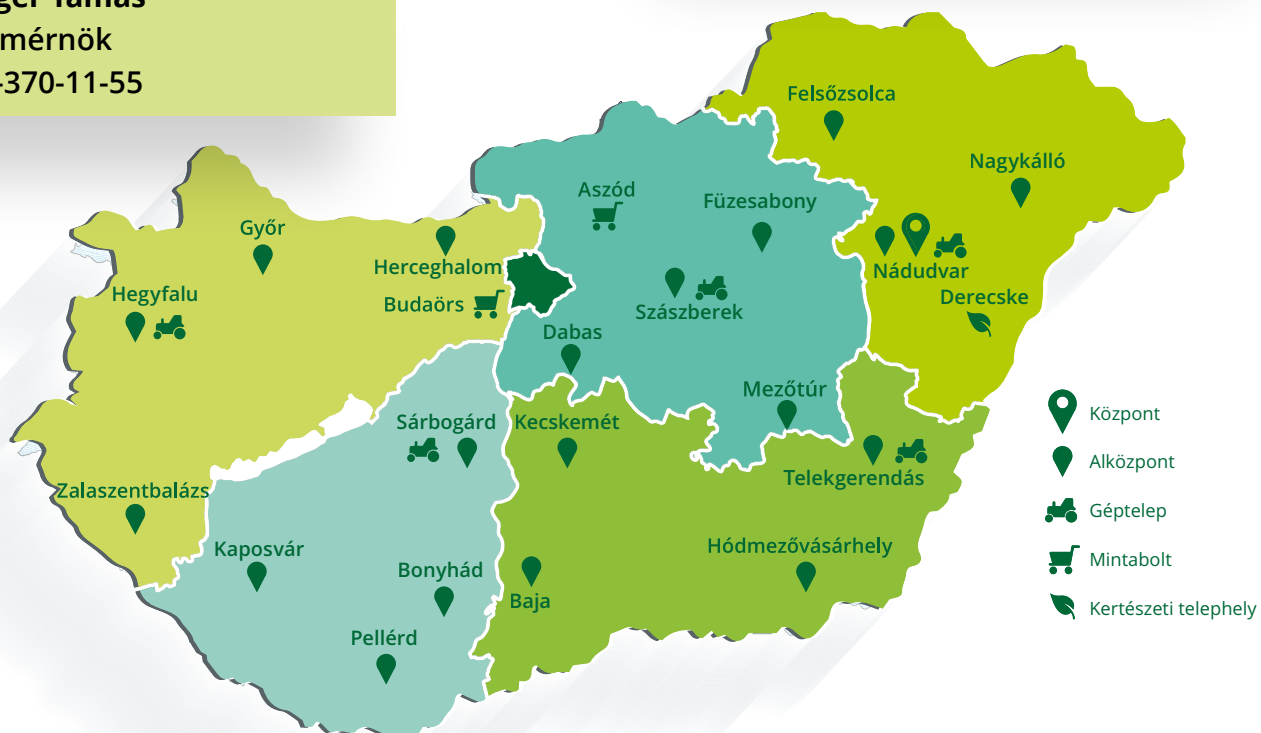 mérnök
-370-11-55
Felsőzsolca
Nagykálló
Aszód
Füzesabony
Győr
Herceghalom
Nádudvar
Hegyfalu
Budaörs
Szászberek
Derecske
Dabas
Mezőtúr
Sárbogárd
Kecskemét
Telekgerendás
Zalaszentbalázs
Kaposvár
Hódmezővásárhely
Bonyhád
Baja
Pellérd
Központ
Alközpont
Géptelep
Mintabolt
Kertészeti telephely